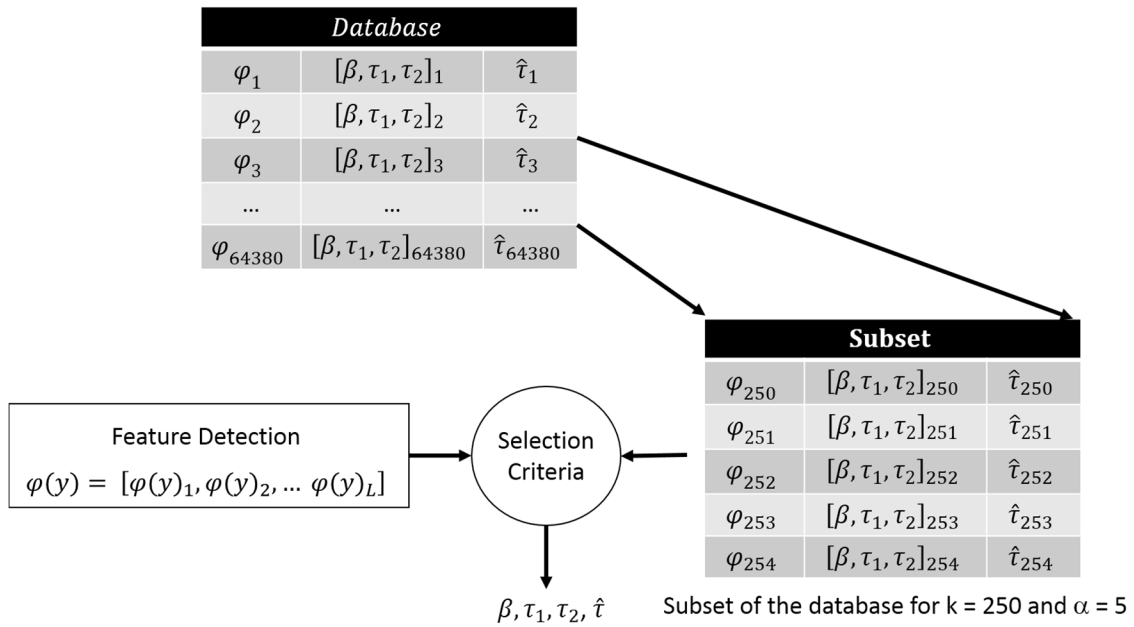 Database
φ₁ [β, τ₁, τ₂]₁ τ̂₁
φ₂ [β, τ₁, τ₂]₂ τ̂₂
φ₃ [β, τ₁, τ₂]₃ τ̂₃
... ... ...
φ₆₄₃₈₀ [β, τ₁, τ₂]₆₄₃₈₀ τ̂₆₄₃₈₀
Subset
φ₂₅₀ [β, τ₁, τ₂]₂₅₀ τ̂₂₅₀
φ₂₅₁ [β, τ₁, τ₂]₂₅₁ τ̂₂₅₁
φ₂₅₂ [β, τ₁, τ₂]₂₅₂ τ̂₂₅₂
φ₂₅₃ [β, τ₁, τ₂]₂₅₃ τ̂₂₅₃
φ₂₅₄ [β, τ₁, τ₂]₂₅₄ τ̂₂₅₄
Subset of the database for k = 250 and α = 5
Feature Detection
φ(y) = [φ(y)₁, φ(y)₂, ... φ(y)_L]
Selection
Criteria
β, τ₁, τ₂, t̂